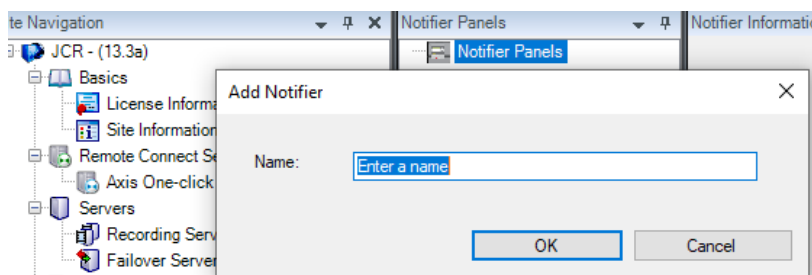 te Navigation
JCR - (13.3a)
Basics
License Informa
Site Information
Remote Connect Se
Axis One-click
Servers
Recording Serv
Failover Server
Notifier Panels
Notifier Panels
Notifier Informati
Add Notifier
Name:
Enter a name
OK
Cancel